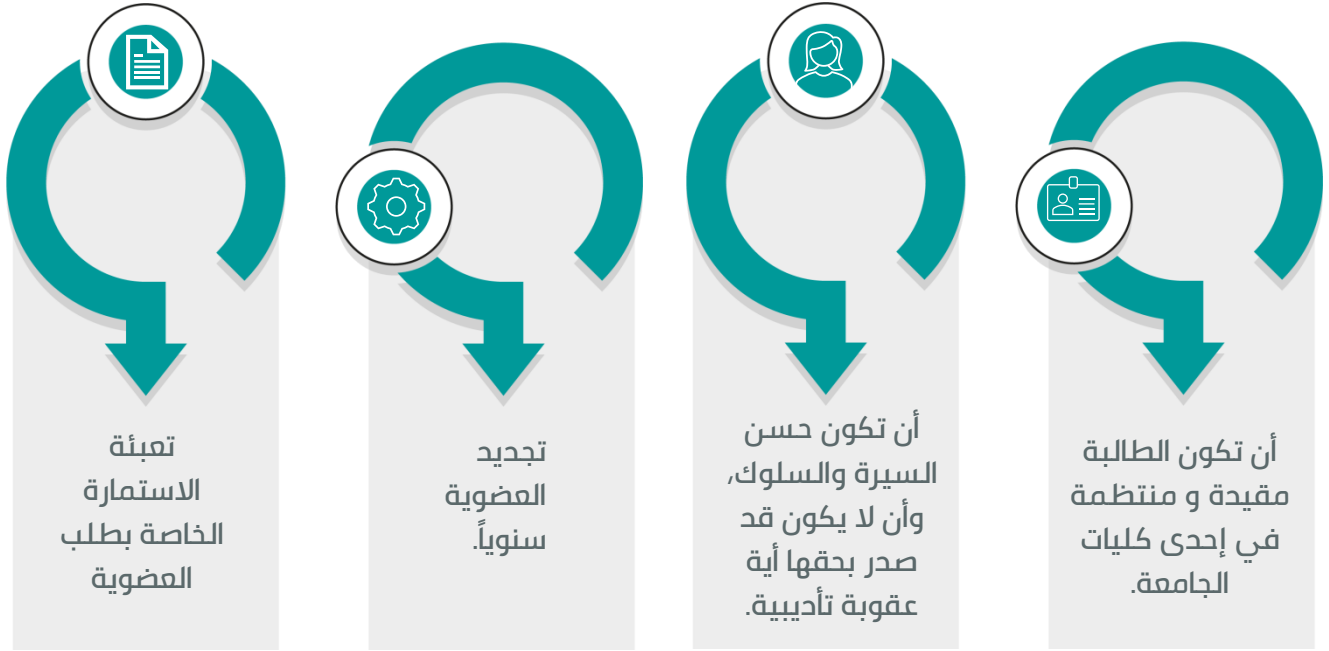 أن تكون الطالبة
مقيدة و منتظمة
في إحدى كليات
الجامعة.
أن تكون حسن
السيرة والسلوك،
وأن لا يكون قد
صدر بحقها أية
عقوبة تأديبية.
تجديد
العضوية
سنوياً.
تعبئة
الاستمارة
الخاصة بطلب
العضوية